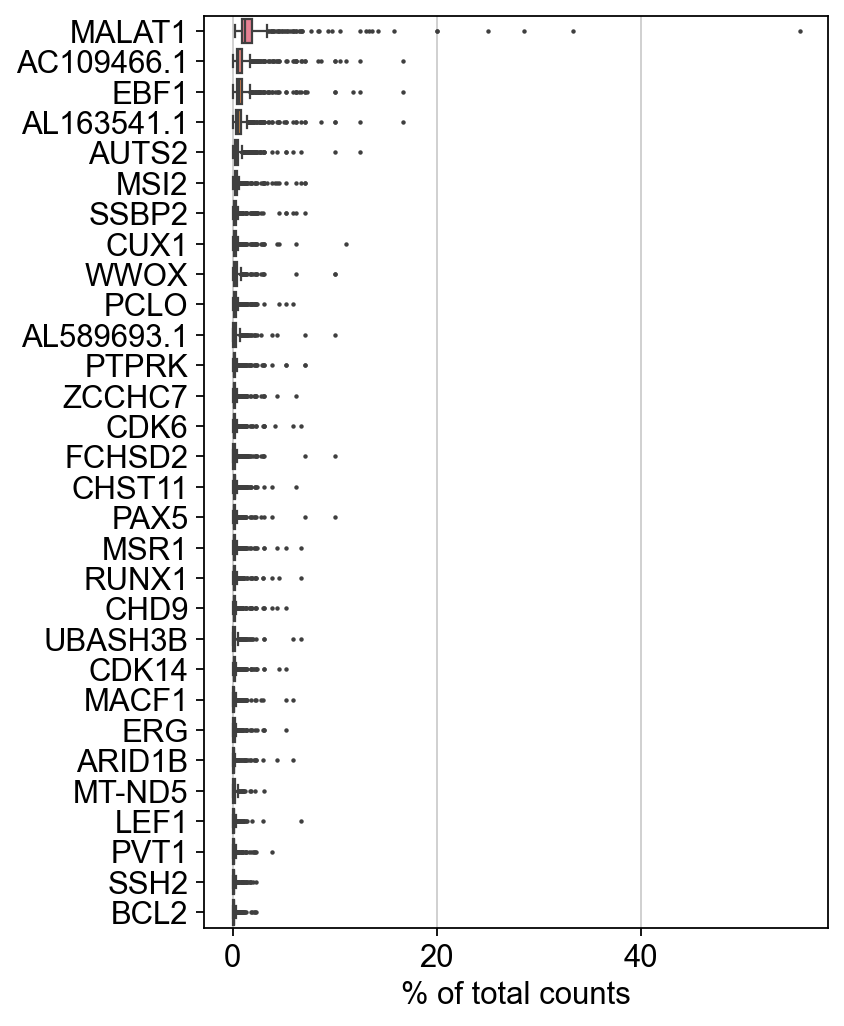 MALAT1
AC109466.1
EBF1
AL163541.1
AUTS2
MSI2
SSBP2
CUX1
WWOX
PCLO
AL589693.1
PTPRK
ZCCHC7
CDK6
FCHSD2
CHST11
PAX5
MSR1
RUNX1
CHD9
UBASH3B
CDK14
MACF1
ERG
ARID1B
MT-ND5
LEF1
PVT1
SSH2
BCL2
0 20 40
% of total counts